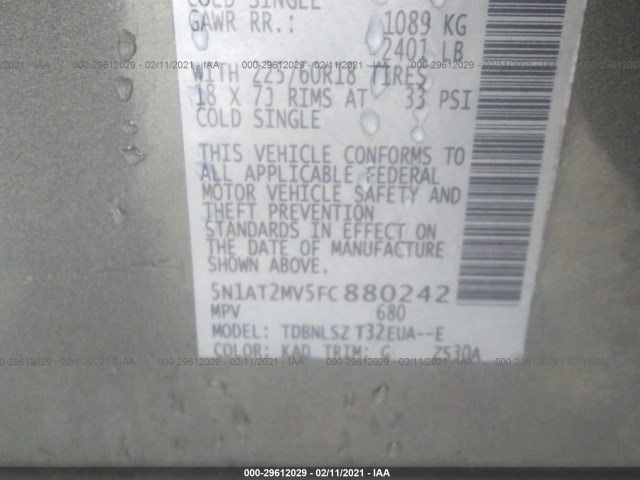 COLD SINGLE
GAWR RR.: 1089 KG
2401 LB
WITH 225/60R18 TIRES
18 X 7J RIMS AT 33 PSI
COLD SINGLE
THIS VEHICLE CONFORMS TO
ALL APPLICABLE FEDERAL
MOTOR VEHICLE SAFETY AND
THEFT PREVENTION
STANDARDS IN EFFECT ON
THE DATE OF MANUFACTURE
SHOWN ABOVE.
5N1AT2MV5FC880242
MPV 680
MODEL: TDBNLSZ T32EUA--E
COLOR: KAD TRIM: G Z530A
000-29612029 - 02/11/2021 - IAA